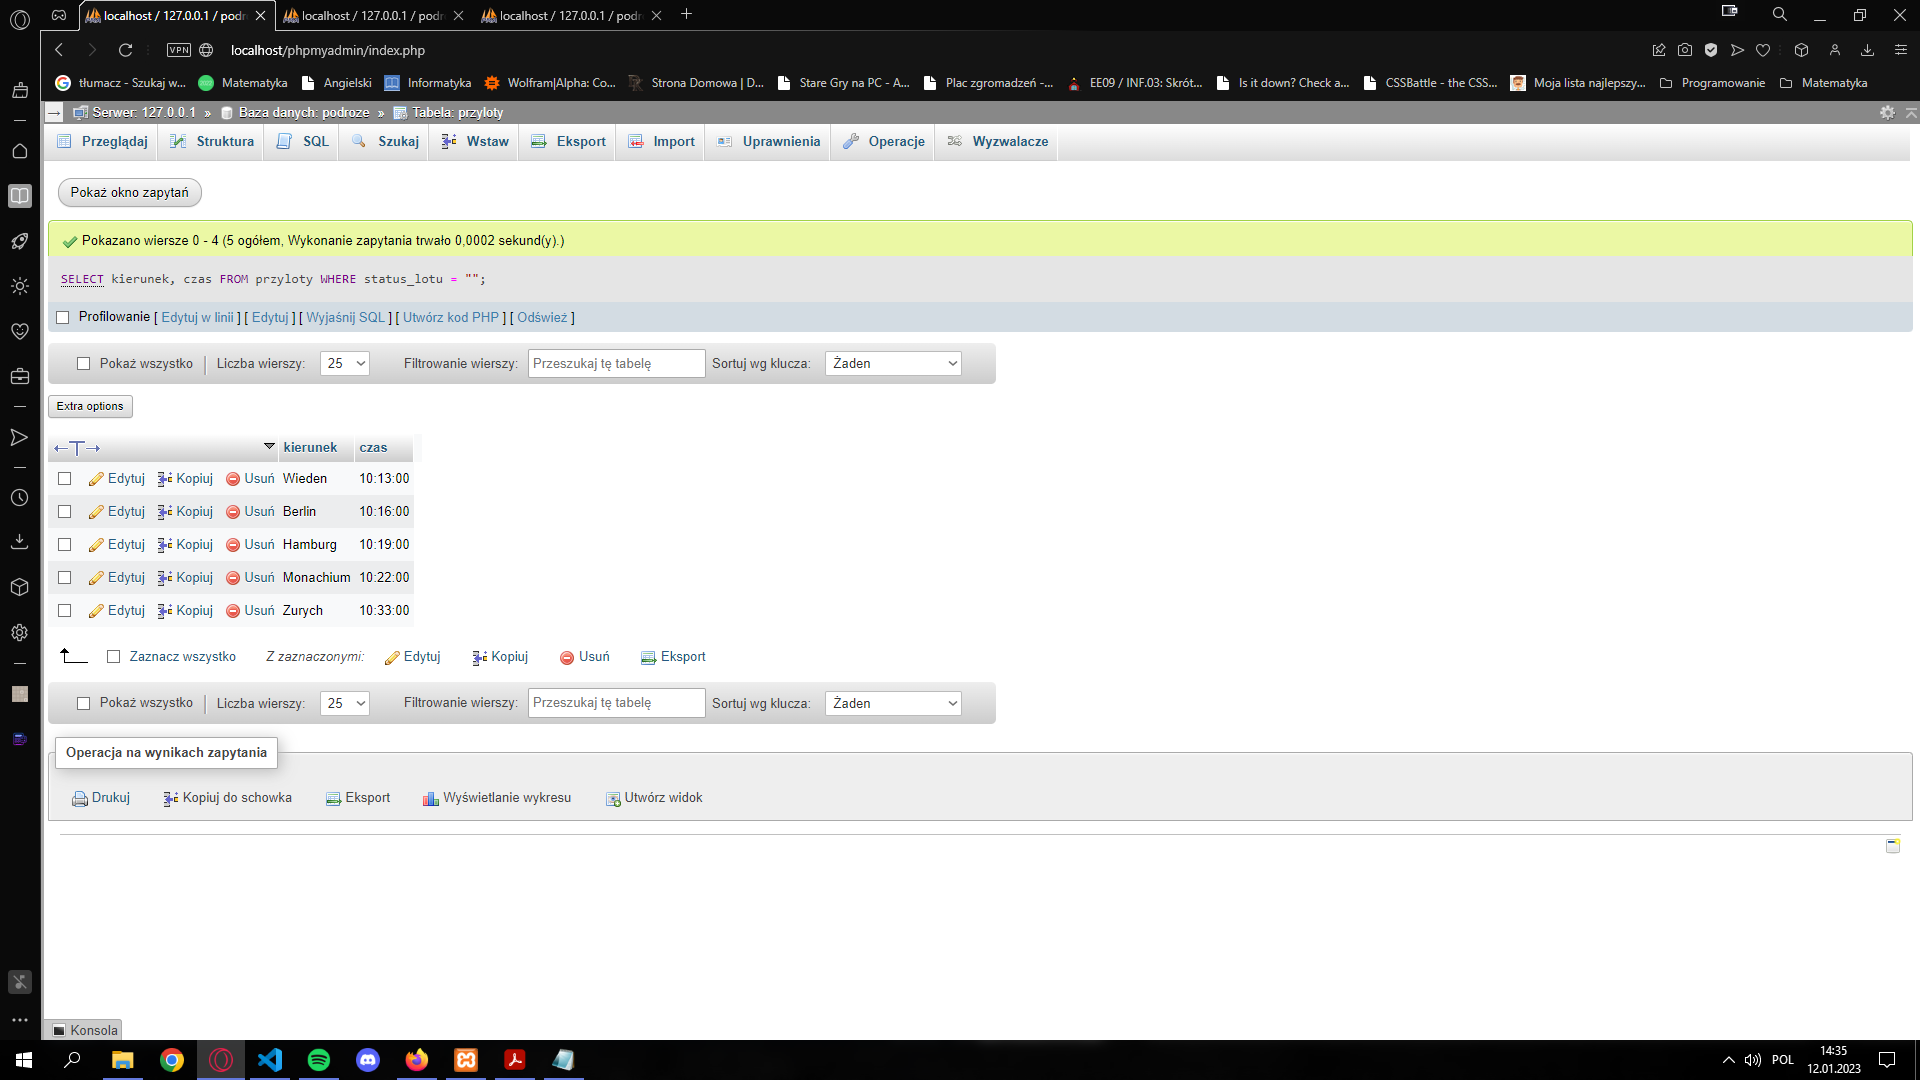 localhost / 127.0.0.1 / podr
localhost / 127.0.0.1 / podr
localhost / 127.0.0.1 / podr
VPN localhost/phpmyadmin/index.php
tłumacz - Szukaj w... Matematyka Angielski Informatyka Wolfram|Alpha: Co... Strona Domowa | D... Stare Gry na PC - A... Plac zgromadzeń -... EE09 / INF.03: Skrót... Is it down? Check a... CSSBattle - the CSS... Moja lista najlepszy... Programowanie Matematyka
Serwer: 127.0.0.1 » Baza danych: podroze » Tabela: przyloty
Przeglądaj Struktura SQL Szukaj Wstaw Eksport Import Uprawnienia Operacje Wyzwalacze
Pokaż okno zapytań
Pokazano wiersze 0 - 4 (5 ogółem, Wykonanie zapytania trwało 0,0002 sekund(y).)
SELECT kierunek, czas FROM przyloty WHERE status_lotu = "";
Profilowanie [ Edytuj w linii ] [ Edytuj ] [ Wyjaśnij SQL ] [ Utwórz kod PHP ] [ Odśwież ]
Pokaż wszystko Liczba wierszy: 25 Filtrowanie wierszy: Przeszukaj tę tabelę Sortuj wg klucza: Żaden
Extra options
←T→ kierunek czas
Edytuj Kopiuj Usuń Wieden 10:13:00
Edytuj Kopiuj Usuń Berlin 10:16:00
Edytuj Kopiuj Usuń Hamburg 10:19:00
Edytuj Kopiuj Usuń Monachium 10:22:00
Edytuj Kopiuj Usuń Zurych 10:33:00
Zaznacz wszystko Z zaznaczonymi: Edytuj Kopiuj Usuń Eksport
Pokaż wszystko Liczba wierszy: 25 Filtrowanie wierszy: Przeszukaj tę tabelę Sortuj wg klucza: Żaden
Operacja na wynikach zapytania
Drukuj Kopiuj do schowka Eksport Wyświetlanie wykresu Utwórz widok
Konsola
POL
14:35
12.01.2023